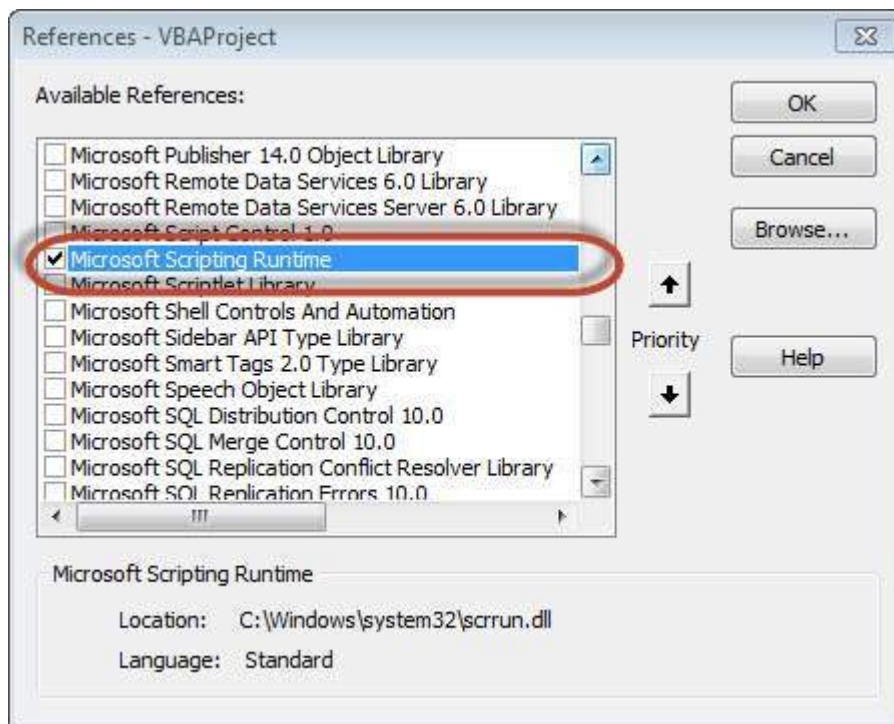 References - VBAProject
Available References:
Microsoft Publisher 14.0 Object Library
Microsoft Remote Data Services 6.0 Library
Microsoft Remote Data Services Server 6.0 Library
Microsoft Script Control 1.0
Microsoft Scripting Runtime
Microsoft Scriptlet Library
Microsoft Shell Controls And Automation
Microsoft Sidebar API Type Library
Microsoft Smart Tags 2.0 Type Library
Microsoft Speech Object Library
Microsoft SQL Distribution Control 10.0
Microsoft SQL Merge Control 10.0
Microsoft SQL Replication Conflict Resolver Library
Microsoft SQL Replication Errors 10.0
OK
Cancel
Browse...
Priority
Help
Microsoft Scripting Runtime
Location: C:\Windows\system32\scrrun.dll
Language: Standard